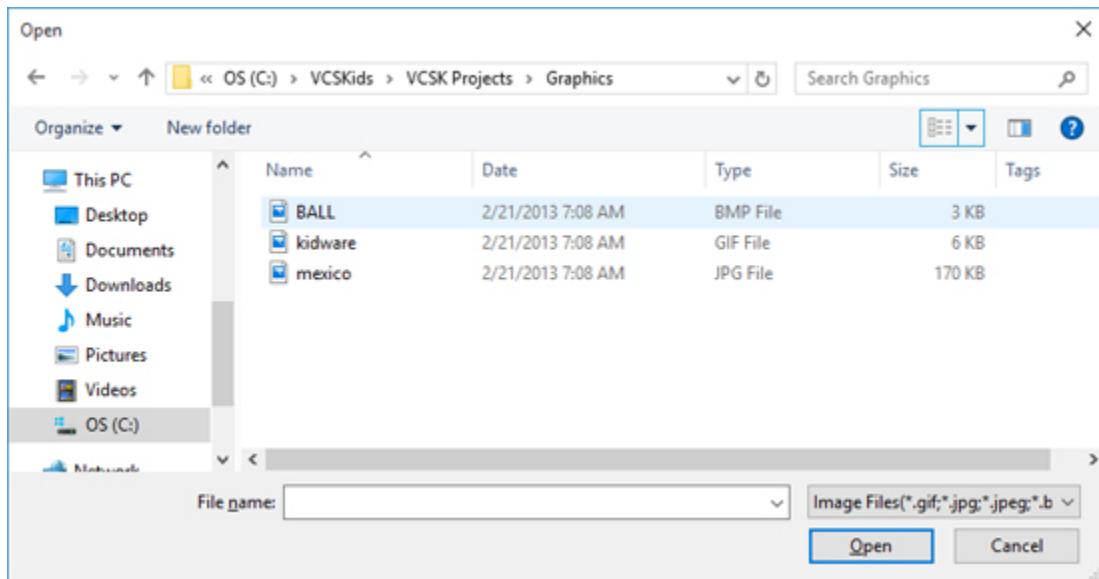 Open
« OS (C:) > VCSKids > VCSK Projects > Graphics
Search Graphics
Organize
New folder
This PC
Desktop
Documents
Downloads
Music
Pictures
Videos
OS (C:)
Network
Name Date Type Size Tags
BALL 2/21/2013 7:08 AM BMP File 3 KB
kidware 2/21/2013 7:08 AM GIF File 6 KB
mexico 2/21/2013 7:08 AM JPG File 170 KB
File name:
Image Files(*.gif;*.jpg;*.jpeg;*.b
Open
Cancel